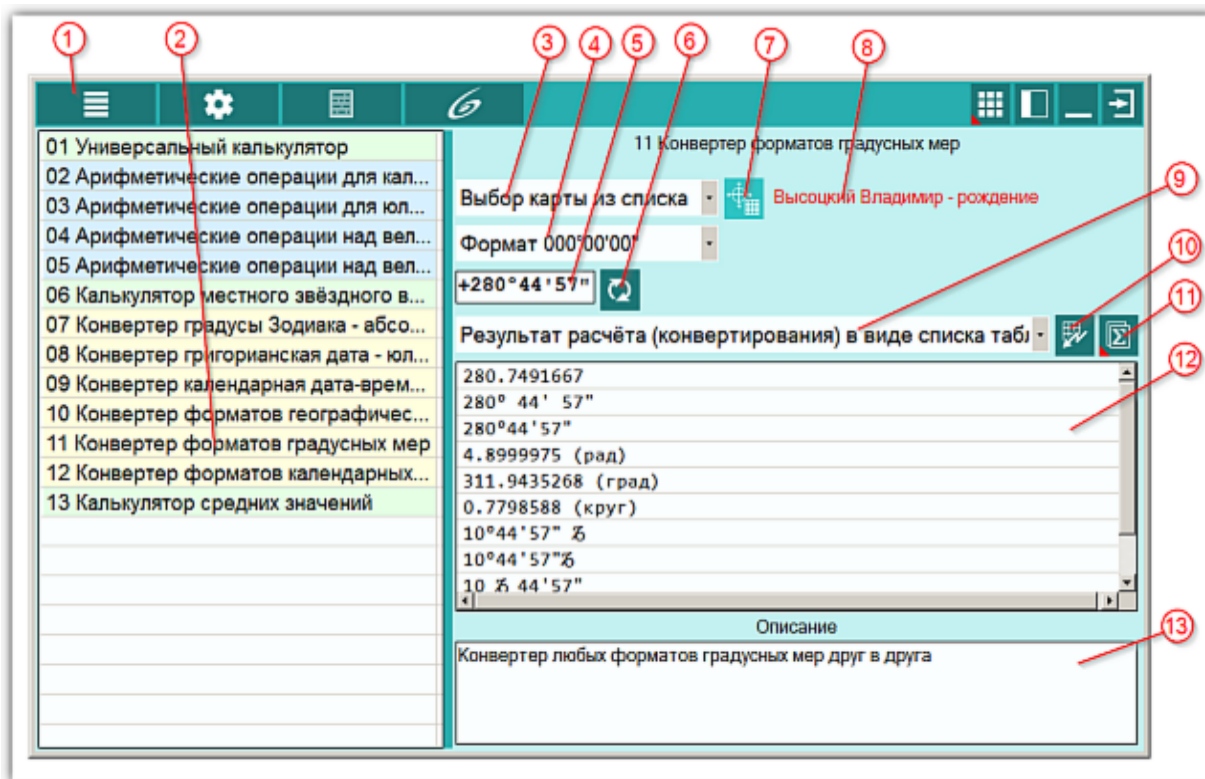 1 2 3 4 5 6 7 8
01 Универсальный калькулятор
02 Арифметические операции для кал...
03 Арифметические операции для юл...
04 Арифметические операции над вел...
05 Арифметические операции над вел...
06 Калькулятор местного звёздного в...
07 Конвертер градусы Зодиака - абсо...
08 Конвертер григорианская дата - юл...
09 Конвертер календарная дата-врем...
10 Конвертер форматов географичес...
11 Конвертер форматов градусных мер
12 Конвертер форматов календарных...
13 Калькулятор средних значений
11 Конвертер форматов градусных мер
Выбор карты из списка
Высоцкий Владимир - рождение
9
Формат 000°00'00"
10
+280°44'57"
11
Результат расчёта (конвертирования) в виде списка табл
12
280.7491667
280° 44' 57"
280°44'57"
4.8999975 (рад)
311.9435268 (град)
0.7798588 (круг)
10°44'57" ♑
10°44'57"♑
10 ♑ 44'57"
Описание
13
Конвертер любых форматов градусных мер друг в друга